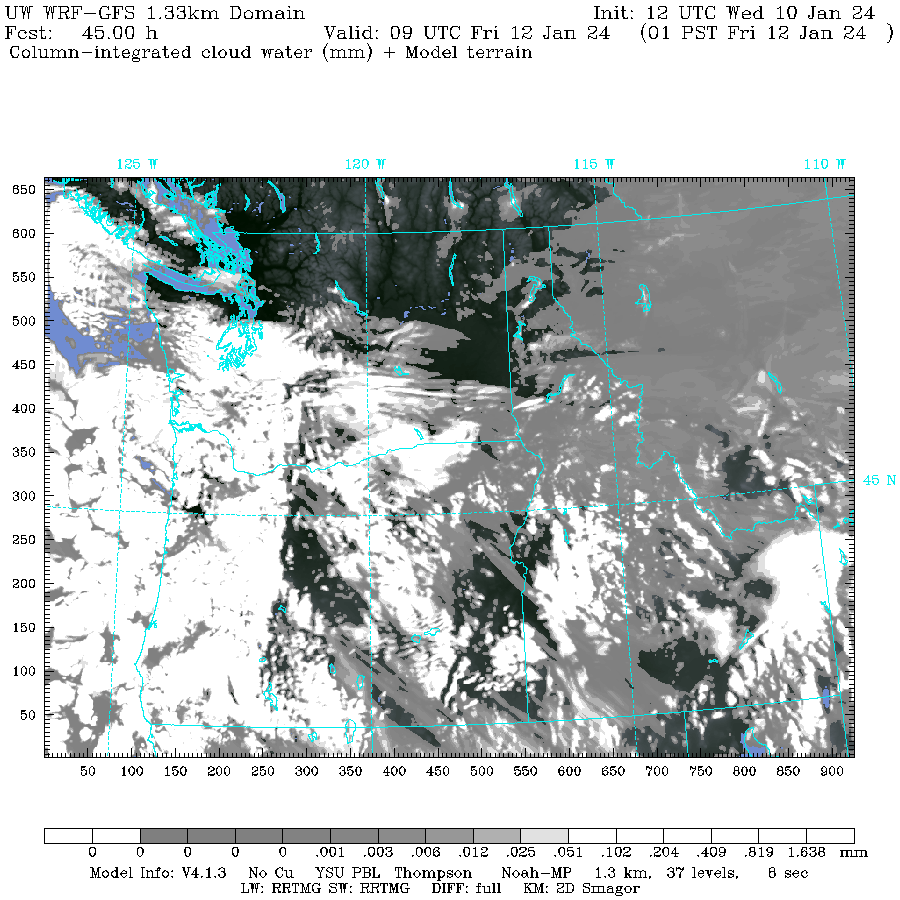 UW WRF-GFS 1.33km Domain Init: 12 UTC Wed 10 Jan 24
Fcst: 45.00 h Valid: 09 UTC Fri 12 Jan 24 (01 PST Fri 12 Jan 24 )
Column-integrated cloud water (mm) + Model terrain
125 W 120 W 115 W 110 W
650
600
550
500
450
400
350
45 N
300
250
200
150
100
50
50 100 150 200 250 300 350 400 450 500 550 600 650 700 750 800 850 900
0 0 0 0 0 .001 .003 .006 .012 .025 .051 .102 .204 .409 .819 1.638 mm
Model Info: V4.1.3 No Cu YSU PBL Thompson Noah-MP 1.3 km, 37 levels, 8 sec
LW: RRTMG SW: RRTMG DIFF: full KM: 2D Smagor